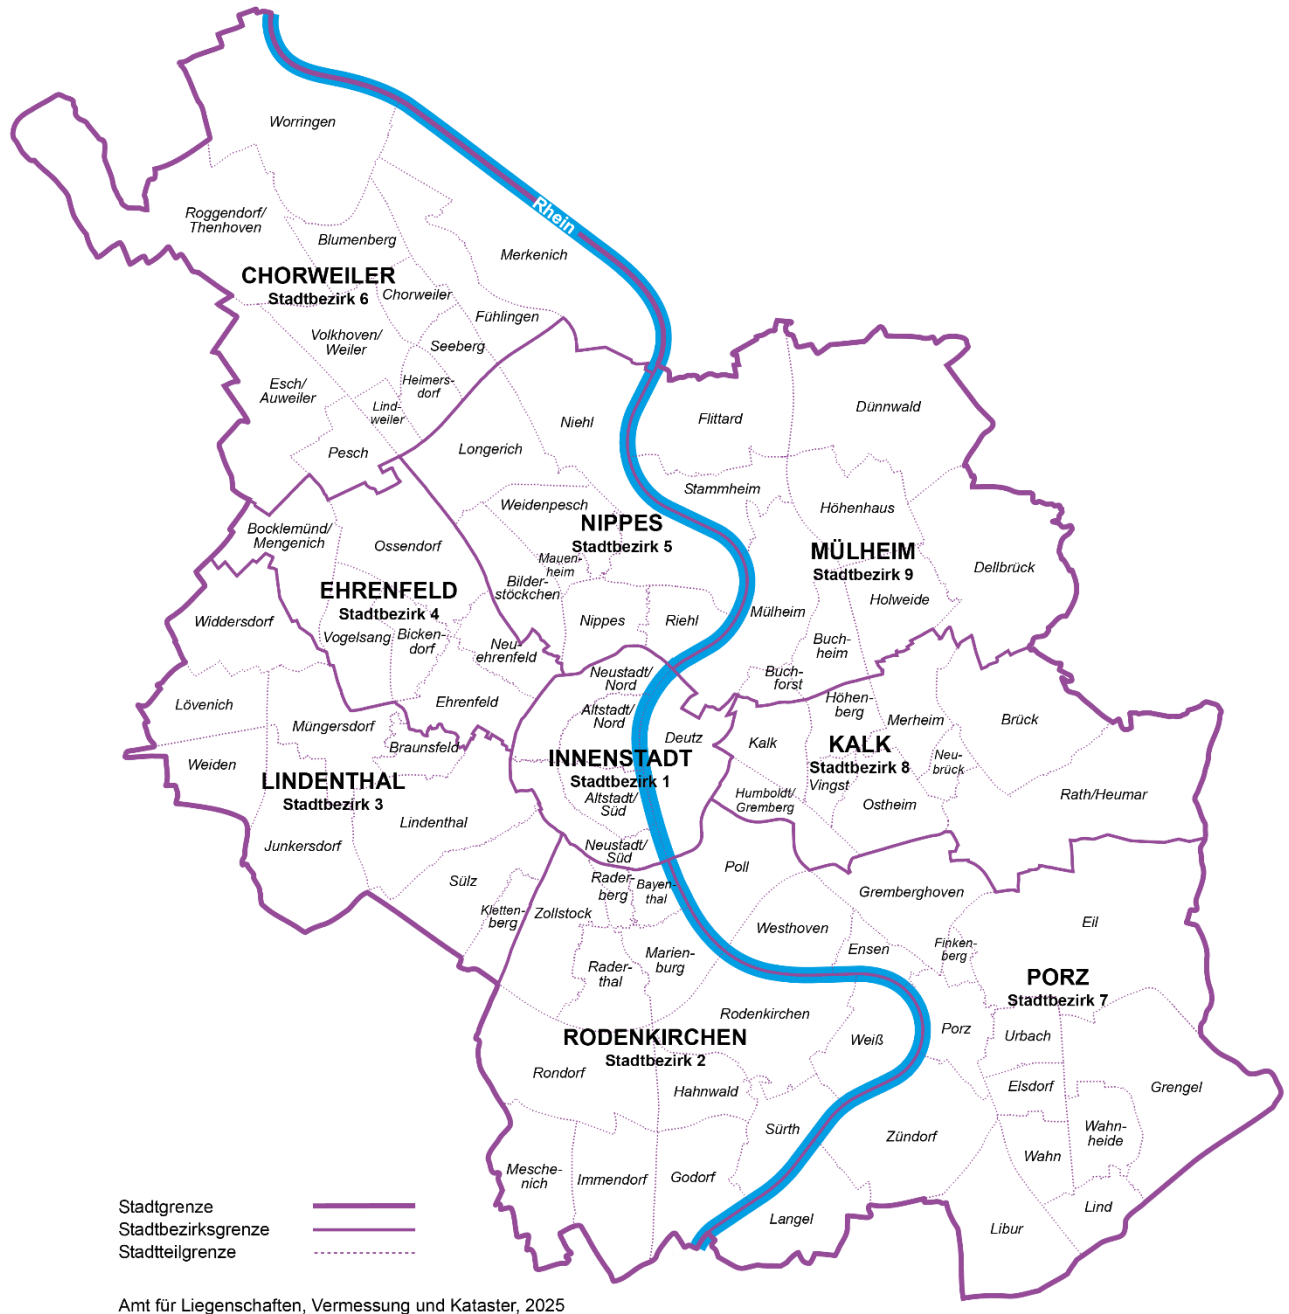 Worringen
Roggendorf/
Thenhoven
Blumenberg
Rhein
Merkenich
CHORWEILER
Stadtbezirk 6
Chorweiler
Fühlingen
Volkhoven/
Weiler
Seeberg
Esch/
Auweiler
Heimers-
dorf
Lind-
weiler
Pesch
Niehl
Longerich
Flittard
Dünnwald
Weidenpesch
Stammheim
Höhenhaus
NIPPES
Stadtbezirk 5
Bocklemünd/
Mengenich
Ossendorf
Mauen-
heim
Bilder-
stöckchen
MÜLHEIM
Stadtbezirk 9
Dellbrück
EHRENFELD
Stadtbezirk 4
Holweide
Widdersdorf
Vogelsang
Bicken-
dorf
Neu-
ehrenfeld
Nippes
Riehl
Mülheim
Buch-
heim
Buch-
forst
Neustadt/
Nord
Lövenich
Müngersdorf
Ehrenfeld
Altstadt/
Nord
Höhen-
berg
Merheim
Brück
Braunsfeld
Deutz
Kalk
KALK
Stadtbezirk 8
Neu-
brück
Weiden
LINDENTHAL
Stadtbezirk 3
INNENSTADT
Stadtbezirk 1
Vingst
Humboldt/
Gremberg
Ostheim
Rath/Heumar
Altstadt/
Süd
Lindenthal
Junkersdorf
Neustadt/
Süd
Sülz
Rader-
berg
Bayen-
thal
Poll
Gremberghoven
Kletten-
berg
Zollstock
Westhoven
Eil
Ensen
Finken-
berg
Rader-
thal
Marien-
burg
PORZ
Stadtbezirk 7
Rodenkirchen
RODENKIRCHEN
Stadtbezirk 2
Weiß
Porz
Urbach
Rondorf
Hahnwald
Elsdorf
Grengel
Sürth
Zündorf
Wahn-
heide
Wahn
Mesche-
nich
Immendorf
Godorf
Langel
Libur
Lind
Stadtgrenze
Stadtbezirksgrenze
Stadtteilgrenze
Amt für Liegenschaften, Vermessung und Kataster, 2025